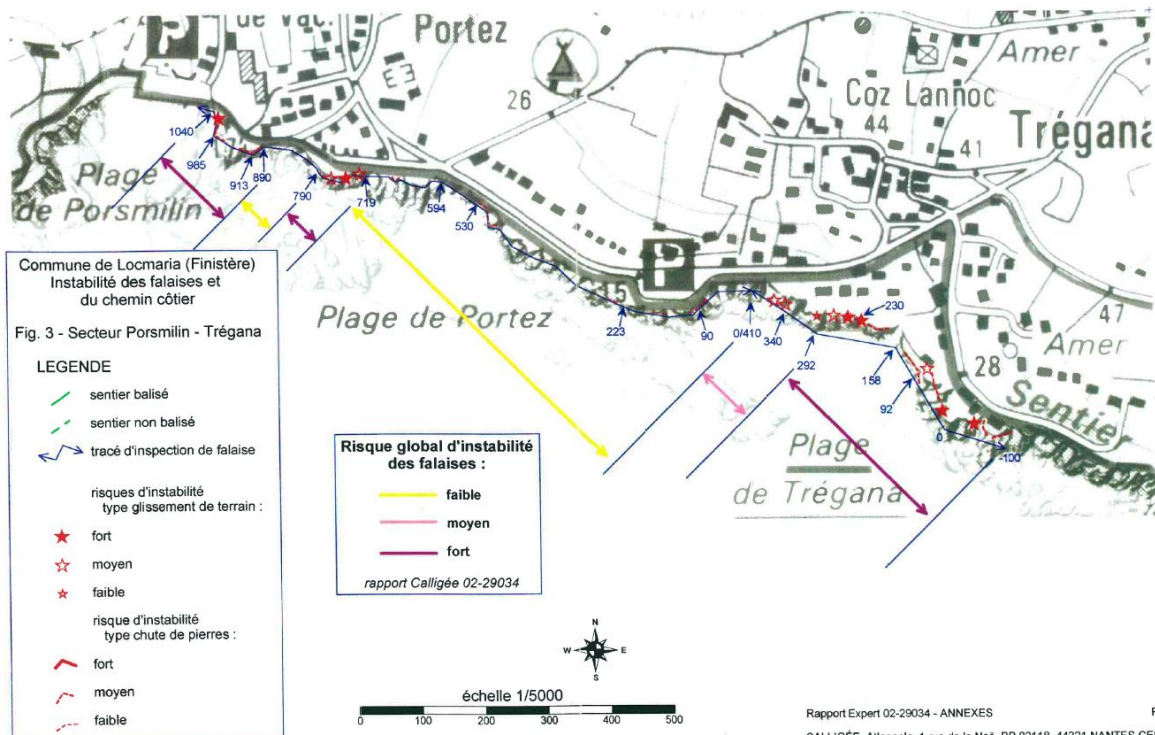 de Vac.
P
Portez
26
Amer
Coz Lannoc
44
Trégana
41
1040
985
913
890
790
719
594
530
Plage
de Porsmilin
P
15
Plage de Portez
223
90
0/410
340
292
230
158
92
0
-100
47
Amer
28
Sentier
Plage
de Trégana
Commune de Locmaria (Finistère)
Instabilité des falaises et
du chemin côtier
Fig. 3 - Secteur Porsmilin - Trégana
LEGENDE
sentier balisé
sentier non balisé
tracé d'inspection de falaise
risques d'instabilité
type glissement de terrain :
fort
moyen
faible
risque d'instabilité
type chute de pierres :
fort
moyen
faible
Risque global d'instabilité
des falaises :
faible
moyen
fort
rapport Calligée 02-29034
N
W E
S
échelle 1/5000
0 100 200 300 400 500
Rapport Expert 02-29034 - ANNEXES